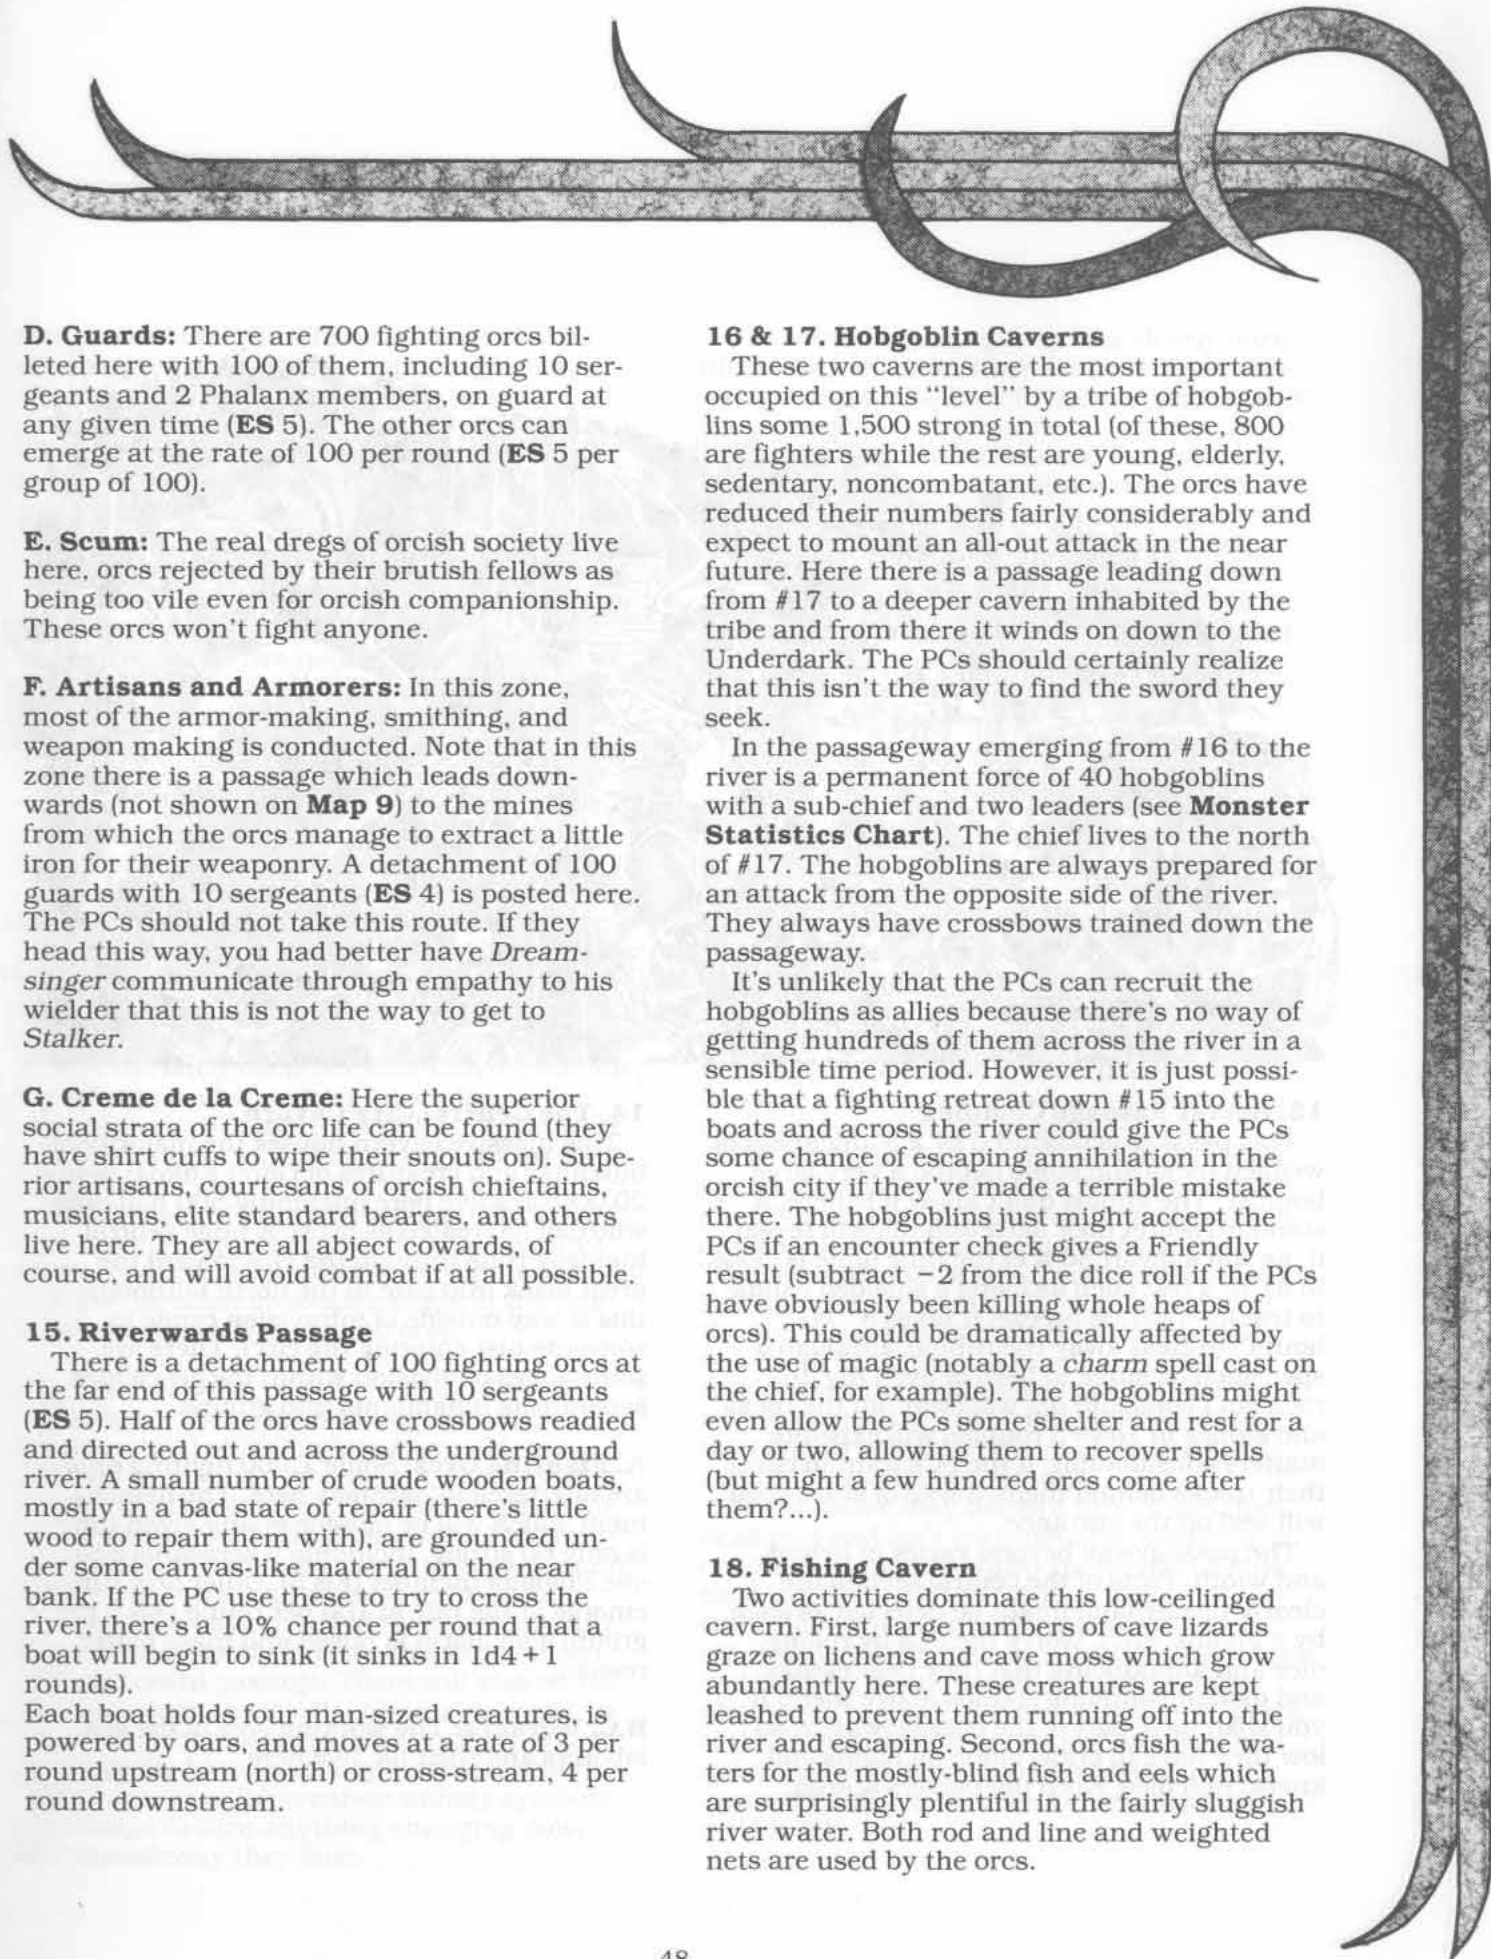 D. Guards: There are 700 fighting orcs bil-
leted here with 100 of them, including 10 ser-
geants and 2 Phalanx members, on guard at
any given time (ES 5). The other orcs can
emerge at the rate of 100 per round (ES 5 per
group of 100).
E. Scum: The real dregs of orcish society live
here, orcs rejected by their brutish fellows as
being too vile even for orcish companionship.
These orcs won't fight anyone.
F. Artisans and Armorers: In this zone,
most of the armor-making, smithing, and
weapon making is conducted. Note that in this
zone there is a passage which leads down-
wards (not shown on Map 9) to the mines
from which the orcs manage to extract a little
iron for their weaponry. A detachment of 100
guards with 10 sergeants (ES 4) is posted here.
The PCs should not take this route. If they
head this way, you had better have Dream-
singer communicate through empathy to his
wielder that this is not the way to get to
Stalker.
G. Creme de la Creme: Here the superior
social strata of the orc life can be found (they
have shirt cuffs to wipe their snouts on). Supe-
rior artisans, courtesans of orcish chieftains,
musicians, elite standard bearers, and others
live here. They are all abject cowards, of
course, and will avoid combat if at all possible.
15. Riverwards Passage
There is a detachment of 100 fighting orcs at
the far end of this passage with 10 sergeants
(ES 5). Half of the orcs have crossbows readied
and directed out and across the underground
river. A small number of crude wooden boats,
mostly in a bad state of repair (there's little
wood to repair them with), are grounded un-
der some canvas-like material on the near
bank. If the PC use these to try to cross the
river, there's a 10% chance per round that a
boat will begin to sink (it sinks in 1d4 + 1
rounds).
Each boat holds four man-sized creatures, is
powered by oars, and moves at a rate of 3 per
round upstream (north) or cross-stream, 4 per
round downstream.
16 & 17. Hobgoblin Caverns
These two caverns are the most important
occupied on this "level" by a tribe of hobgob-
lins some 1,500 strong in total (of these, 800
are fighters while the rest are young, elderly,
sedentary, noncombatant, etc.). The orcs have
reduced their numbers fairly considerably and
expect to mount an all-out attack in the near
future. Here there is a passage leading down
from #17 to a deeper cavern inhabited by the
tribe and from there it winds on down to the
Underdark. The PCs should certainly realize
that this isn't the way to find the sword they
seek.
In the passageway emerging from #16 to the
river is a permanent force of 40 hobgoblins
with a sub-chief and two leaders (see Monster
Statistics Chart). The chief lives to the north
of #17. The hobgoblins are always prepared for
an attack from the opposite side of the river.
They always have crossbows trained down the
passageway.
It's unlikely that the PCs can recruit the
hobgoblins as allies because there's no way of
getting hundreds of them across the river in a
sensible time period. However, it is just possi-
ble that a fighting retreat down #15 into the
boats and across the river could give the PCs
some chance of escaping annihilation in the
orcish city if they've made a terrible mistake
there. The hobgoblins just might accept the
PCs if an encounter check gives a Friendly
result (subtract −2 from the dice roll if the PCs
have obviously been killing whole heaps of
orcs). This could be dramatically affected by
the use of magic (notably a charm spell cast on
the chief, for example). The hobgoblins might
even allow the PCs some shelter and rest for a
day or two, allowing them to recover spells
(but might a few hundred orcs come after
them?...).
18. Fishing Cavern
Two activities dominate this low-ceilinged
cavern. First, large numbers of cave lizards
graze on lichens and cave moss which grow
abundantly here. These creatures are kept
leashed to prevent them running off into the
river and escaping. Second, orcs fish the wa-
ters for the mostly-blind fish and eels which
are surprisingly plentiful in the fairly sluggish
river water. Both rod and line and weighted
nets are used by the orcs.
48